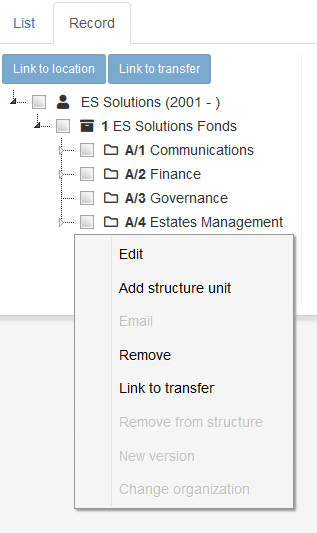 List Record
Link to location Link to transfer
ES Solutions (2001 - )
1 ES Solutions Fonds
A/1 Communications
A/2 Finance
A/3 Governance
A/4 Estates Management
Edit
Add structure unit
Email
Remove
Link to transfer
Remove from structure
New version
Change organization